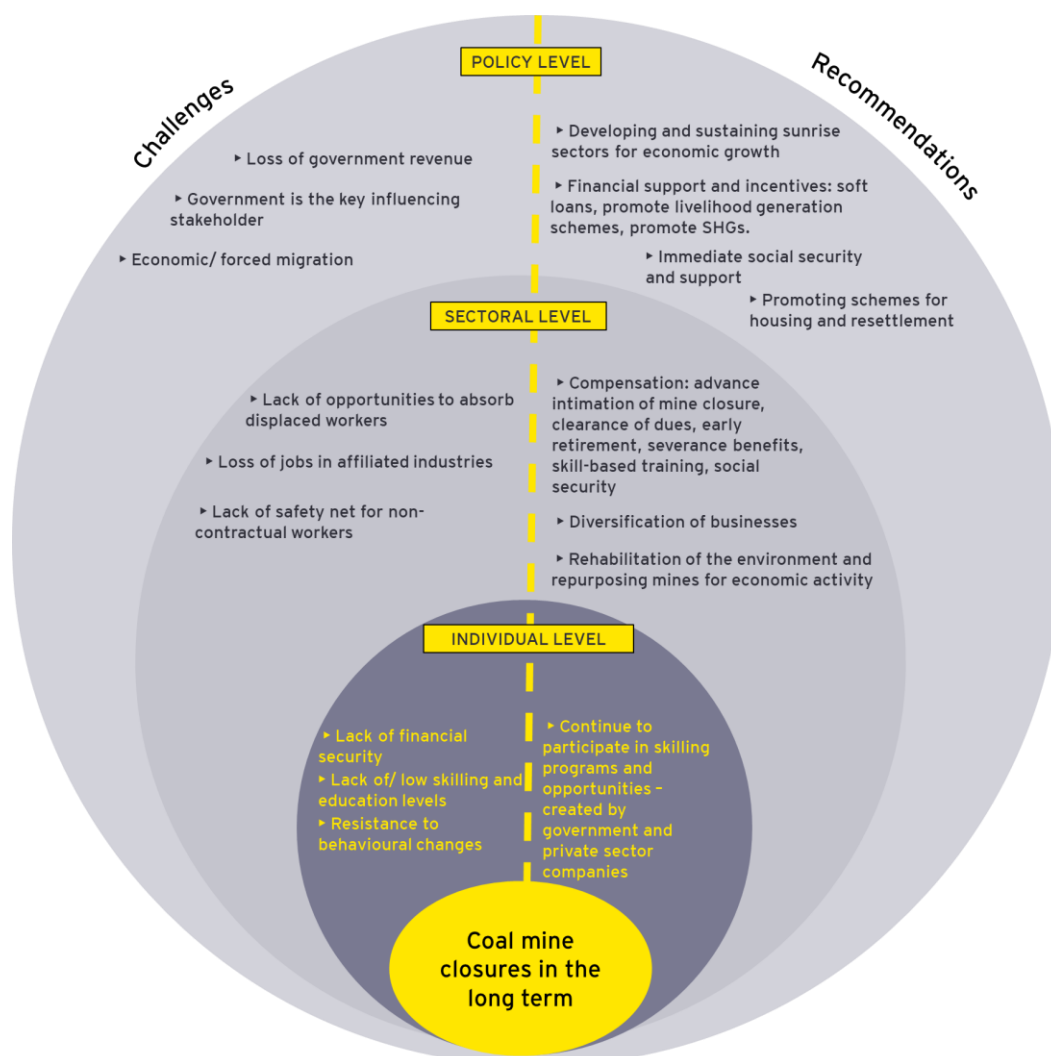 Challenges
Recommendations
POLICY LEVEL
‣ Loss of government revenue
‣ Government is the key influencing
stakeholder
‣ Economic/ forced migration
‣ Developing and sustaining sunrise
sectors for economic growth
‣ Financial support and incentives: soft
loans, promote livelihood generation
schemes, promote SHGs.
‣ Immediate social security
and support
‣ Promoting schemes for
housing and resettlement
SECTORAL LEVEL
‣ Lack of opportunities to absorb
displaced workers
‣ Loss of jobs in affiliated industries
‣ Lack of safety net for non-
contractual workers
‣ Compensation: advance
intimation of mine closure,
clearance of dues, early
retirement, severance benefits,
skill-based training, social
security
‣ Diversification of businesses
‣ Rehabilitation of the environment and
repurposing mines for economic activity
INDIVIDUAL LEVEL
‣ Lack of financial
security
‣ Lack of/ low skilling and
education levels
‣ Resistance to
behavioural changes
‣ Continue to
participate in skilling
programs and
opportunities –
created by
government and
private sector
companies
Coal mine
closures in the
long term